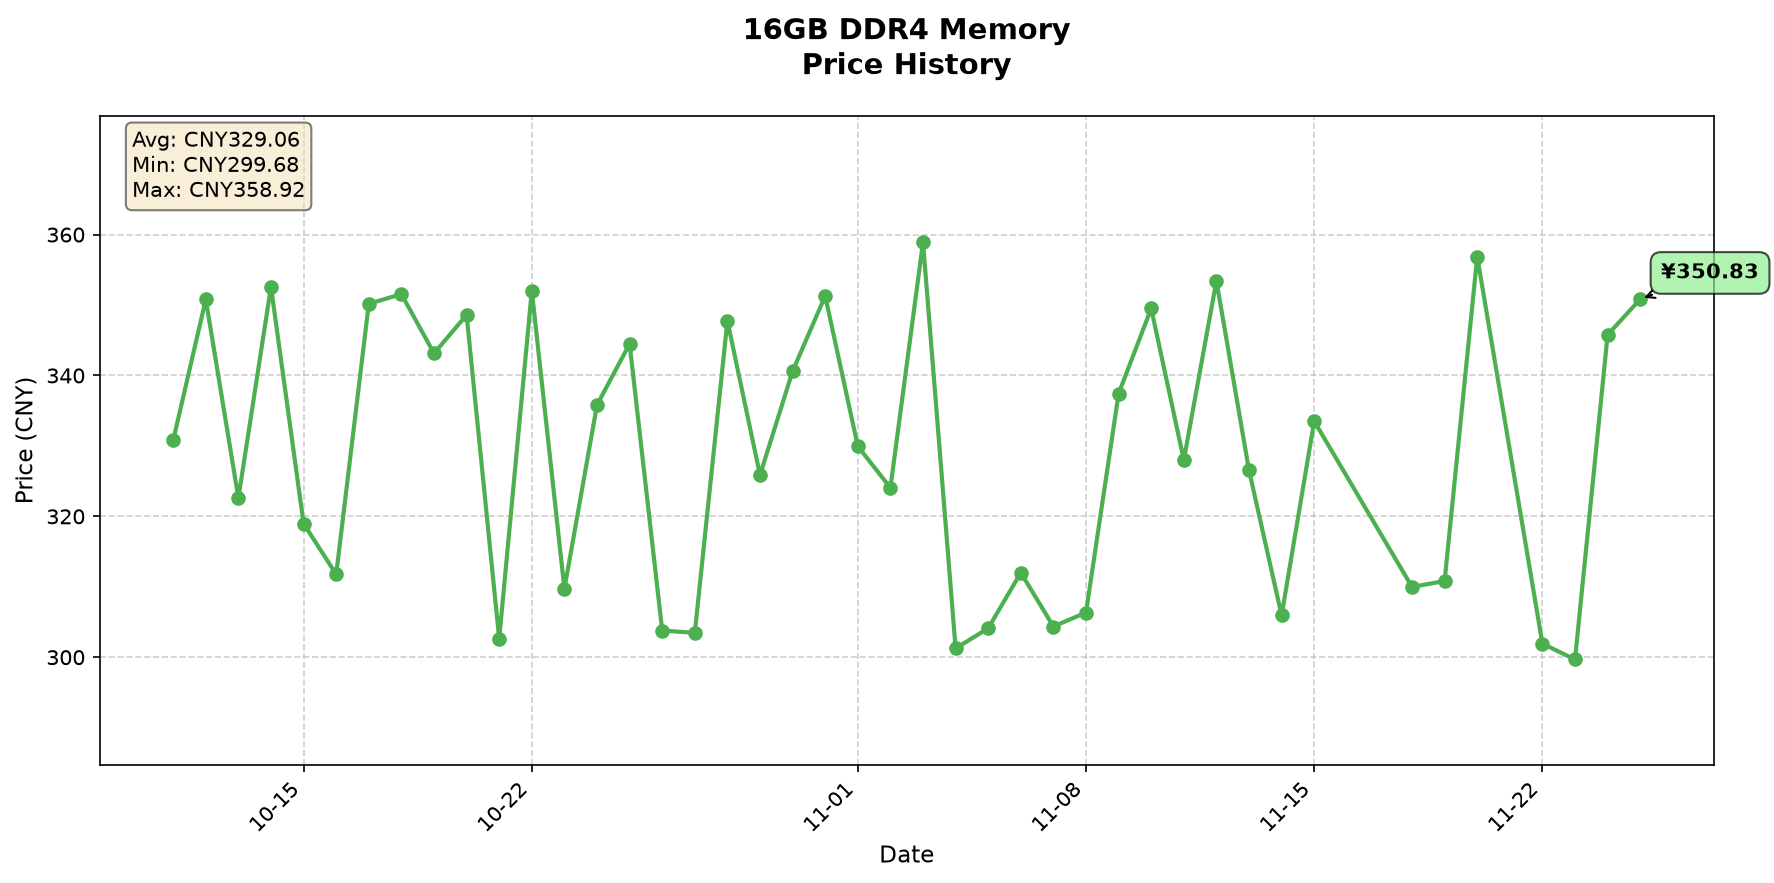 16GB DDR4 Memory
Price History
Avg: CNY329.06
Min: CNY299.68
Max: CNY358.92
¥350.83
360
340
320
300
Price (CNY)
10-15
10-22
11-01
11-08
11-15
11-22
Date